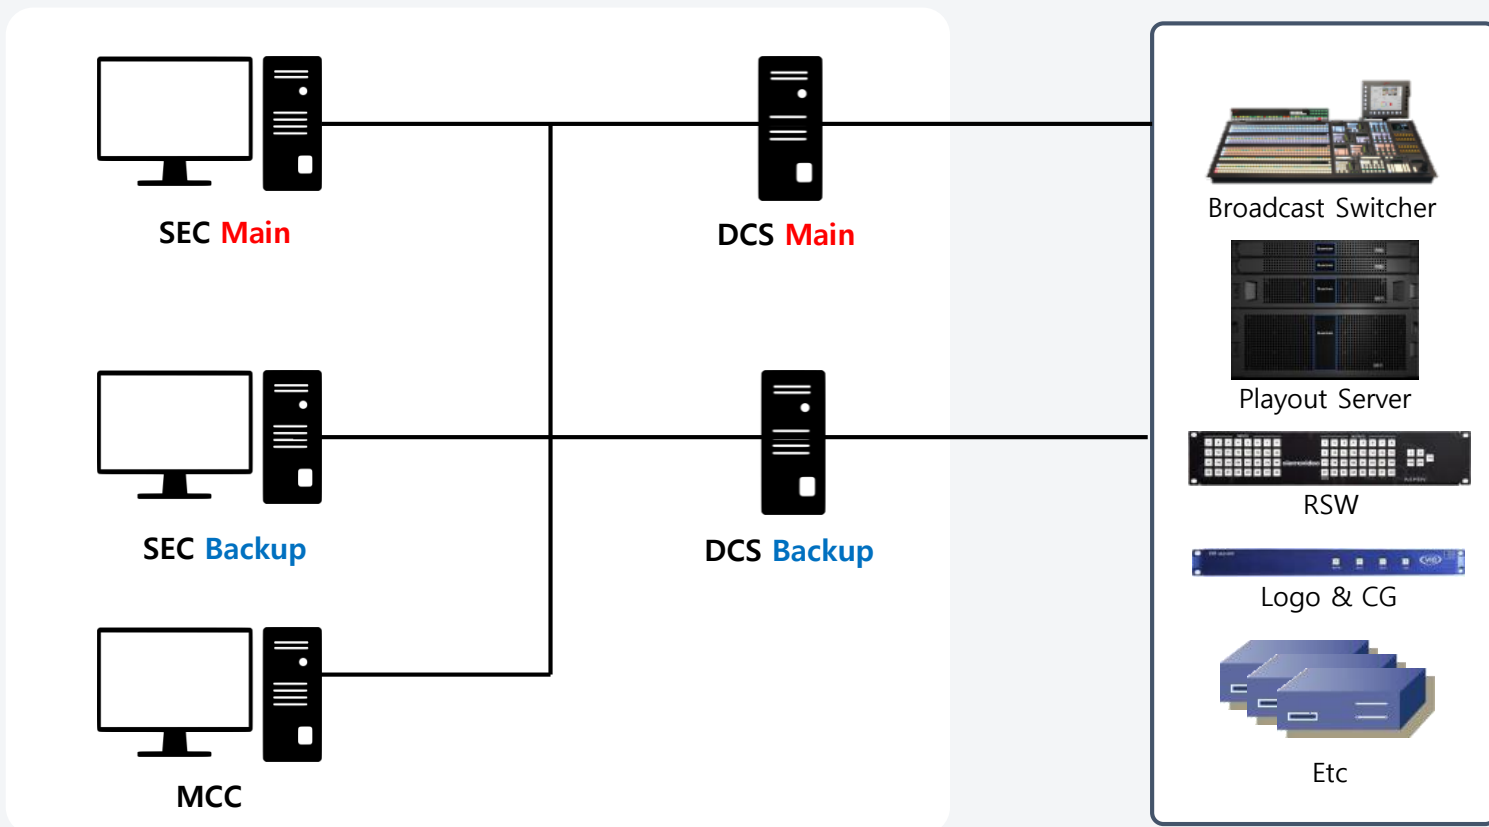 SEC Main
DCS Main
SEC Backup
DCS Backup
MCC
Broadcast Switcher
Playout Server
RSW
Logo & CG
Etc